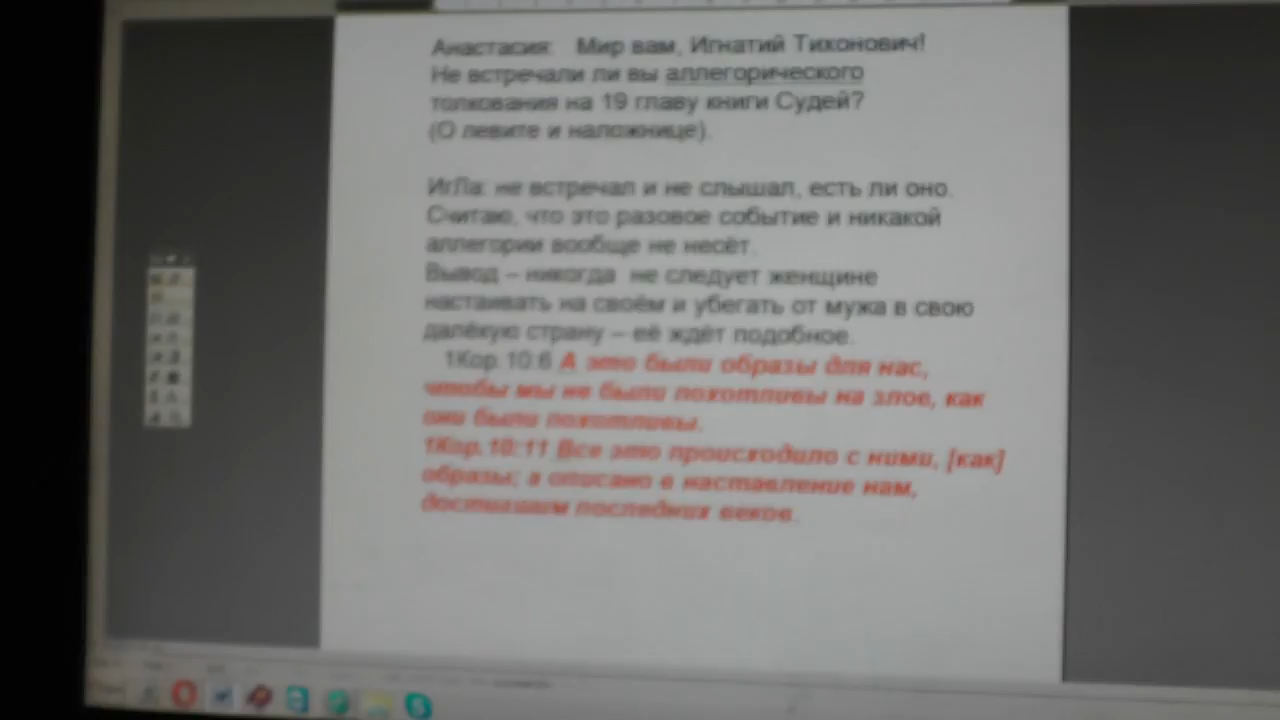 Анастасия: Мир вам, Игнатий Тихонович!
Не встречали ли вы аллегорического
толкования на 19 главу книги Судей?
(О левите и наложнице).
ИгЛа: не встречал и не слышал, есть ли оно.
Считаю, что это разовое событие и никакой
аллегории вообще не несёт.
Вывод – никогда не следует женщине
настаивать на своём и убегать от мужа в свою
далёкую страну – её ждёт подобное.
1Кор.10:6 А это были образы для нас,
чтобы мы не были похотливы на злое, как
они были похотливы.
1Кор.10:11 Все это происходило с ними, [как]
образы; а описано в наставление нам,
достигшим последних веков.